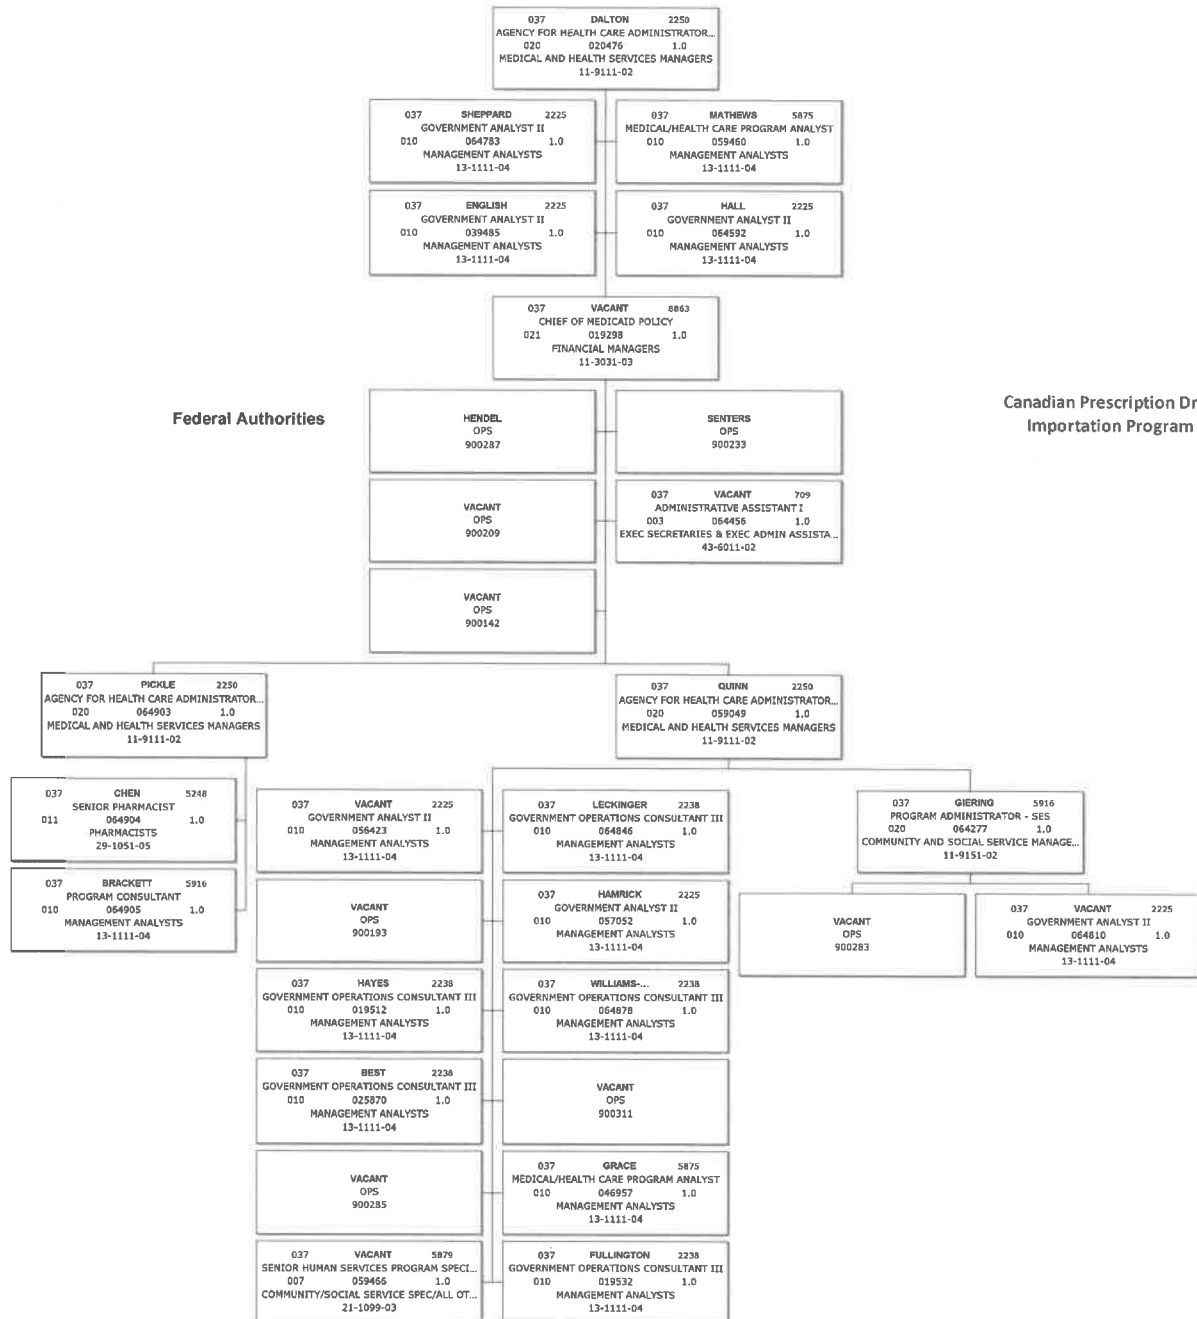 037 DALTON 2250
AGENCY FOR HEALTH CARE ADMINISTRATOR...
020 020476 1.0
MEDICAL AND HEALTH SERVICES MANAGERS
11-9111-02
037 SHEPPARD 2225
GOVERNMENT ANALYST II
010 064783 1.0
MANAGEMENT ANALYSTS
13-1111-04
037 MATHEWS 5875
MEDICAL/HEALTH CARE PROGRAM ANALYST
010 059460 1.0
MANAGEMENT ANALYSTS
13-1111-04
037 ENGLISH 2225
GOVERNMENT ANALYST II
010 039485 1.0
MANAGEMENT ANALYSTS
13-1111-04
037 HALL 2225
GOVERNMENT ANALYST II
010 064592 1.0
MANAGEMENT ANALYSTS
13-1111-04
037 VACANT 8863
CHIEF OF MEDICAID POLICY
021 019298 1.0
FINANCIAL MANAGERS
11-3031-03
Federal Authorities
Canadian Prescription Dr
Importation Program
HENDEL
OPS
900287
SENTERS
OPS
900233
VACANT
OPS
900209
037 VACANT 709
ADMINISTRATIVE ASSISTANT I
003 064456 1.0
EXEC SECRETARIES & EXEC ADMIN ASSISTA...
43-6011-02
VACANT
OPS
900142
037 PICKLE 2250
AGENCY FOR HEALTH CARE ADMINISTRATOR...
020 064903 1.0
MEDICAL AND HEALTH SERVICES MANAGERS
11-9111-02
037 QUINN 2250
AGENCY FOR HEALTH CARE ADMINISTRATOR...
020 059049 1.0
MEDICAL AND HEALTH SERVICES MANAGERS
11-9111-02
037 CHEN 5248
SENIOR PHARMACIST
011 064904 1.0
PHARMACISTS
29-1051-05
037 BRACKETT 5916
PROGRAM CONSULTANT
010 064905 1.0
MANAGEMENT ANALYSTS
13-1111-04
037 VACANT 2225
GOVERNMENT ANALYST II
010 056423 1.0
MANAGEMENT ANALYSTS
13-1111-04
037 LECKINGER 2238
GOVERNMENT OPERATIONS CONSULTANT III
010 064846 1.0
MANAGEMENT ANALYSTS
13-1111-04
037 GIERING 5916
PROGRAM ADMINISTRATOR - SES
020 064277 1.0
COMMUNITY AND SOCIAL SERVICE MANAGE...
11-9151-02
VACANT
OPS
900193
037 HAMRICK 2225
GOVERNMENT ANALYST II
010 057052 1.0
MANAGEMENT ANALYSTS
13-1111-04
VACANT
OPS
900283
037 VACANT 2225
GOVERNMENT ANALYST II
010 064810 1.0
MANAGEMENT ANALYSTS
13-1111-04
037 HAYES 2238
GOVERNMENT OPERATIONS CONSULTANT III
010 019512 1.0
MANAGEMENT ANALYSTS
13-1111-04
037 WILLIAMS-... 2238
GOVERNMENT OPERATIONS CONSULTANT III
010 064878 1.0
MANAGEMENT ANALYSTS
13-1111-04
037 BEST 2238
GOVERNMENT OPERATIONS CONSULTANT III
010 025870 1.0
MANAGEMENT ANALYSTS
13-1111-04
VACANT
OPS
900311
VACANT
OPS
900285
037 GRACE 5875
MEDICAL/HEALTH CARE PROGRAM ANALYST
010 046957 1.0
MANAGEMENT ANALYSTS
13-1111-04
037 VACANT 5879
SENIOR HUMAN SERVICES PROGRAM SPECI...
007 059466 1.0
COMMUNITY/SOCIAL SERVICE SPEC/ALL OT...
21-1099-03
037 FULLINGTON 2238
GOVERNMENT OPERATIONS CONSULTANT III
010 019532 1.0
MANAGEMENT ANALYSTS
13-1111-04